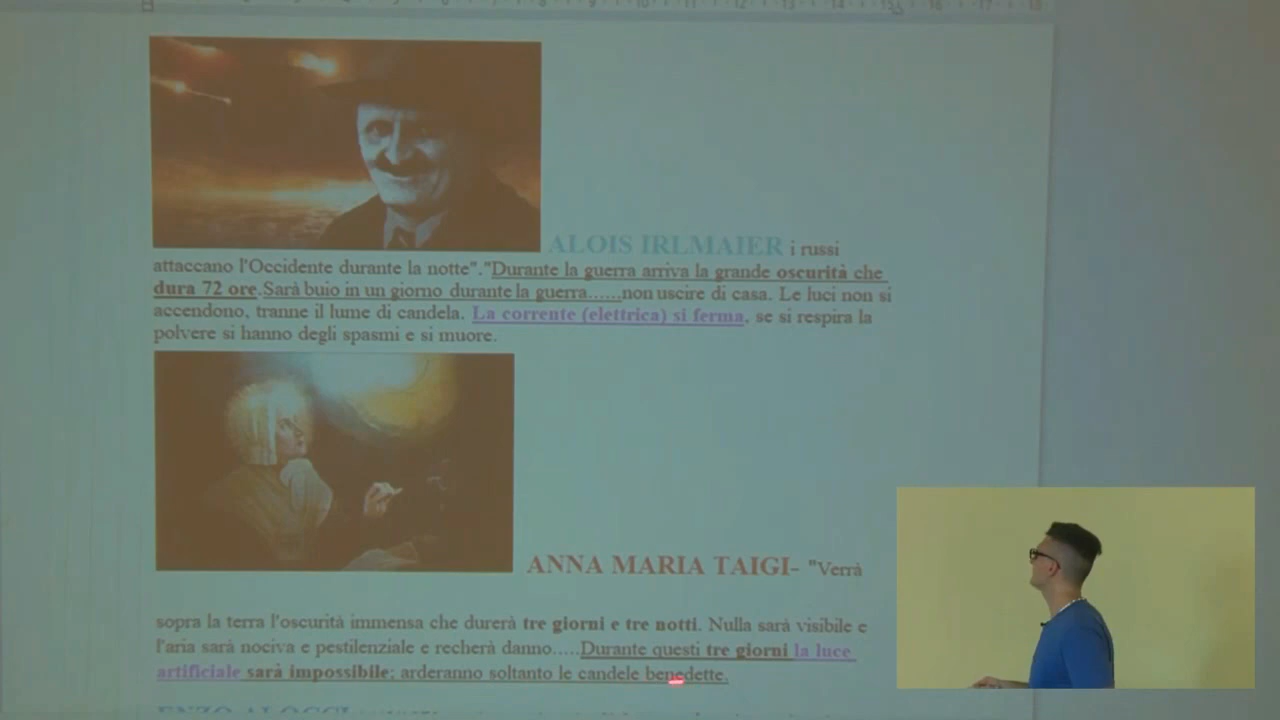 ALOIS IRLMAIER i russi
attaccano l'Occidente durante la notte"."Durante la guerra arriva la grande oscurità che
dura 72 ore.Sarà buio in un giorno durante la guerra......non uscire di casa. Le luci non si
accendono, tranne il lume di candela. La corrente (elettrica) si ferma, se si respira la
polvere si hanno degli spasmi e si muore.
ANNA MARIA TAIGI- "Verrà
sopra la terra l'oscurità immensa che durerà tre giorni e tre notti. Nulla sarà visibile e
l'aria sarà nociva e pestilenziale e recherà danno.....Durante questi tre giorni la luce
artificiale sarà impossibile; arderanno soltanto le candele benedette.